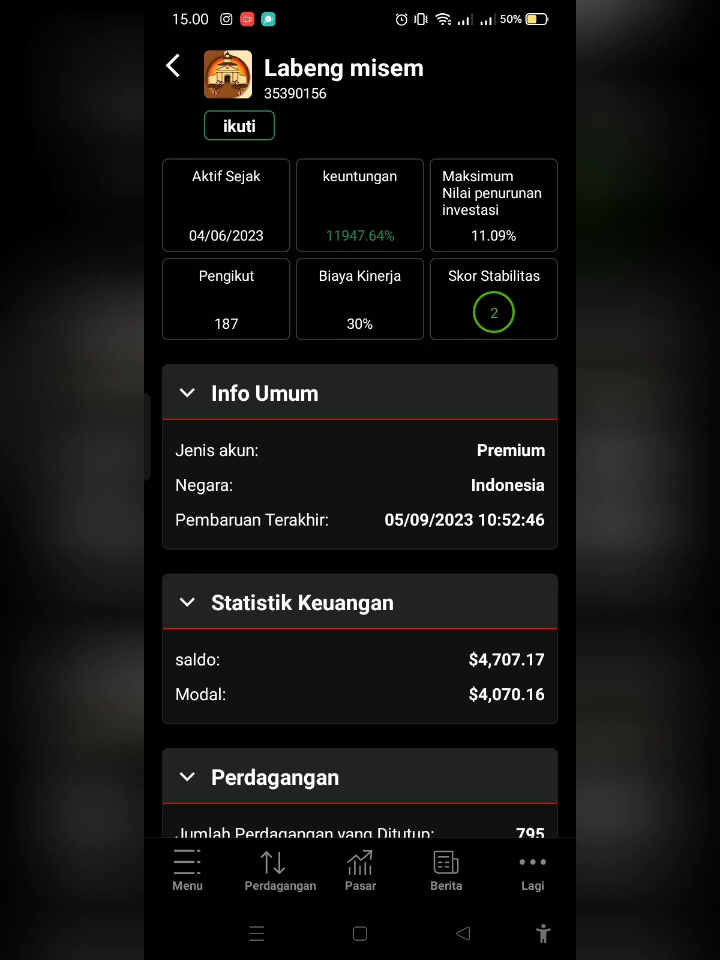 15.00 50%
Labeng misem
35390156
ikuti
Aktif Sejak
04/06/2023
keuntungan
11947.64%
Maksimum
Nilai penurunan
investasi
11.09%
Pengikut
187
Biaya Kinerja
30%
Skor Stabilitas
2
Info Umum
Jenis akun: Premium
Negara: Indonesia
Pembaruan Terakhir: 05/09/2023 10:52:46
Statistik Keuangan
saldo: $4,707.17
Modal: $4,070.16
Perdagangan
Jumlah Perdagangan yang Ditutup: 795
Menu Perdagangan Pasar Berita Lagi